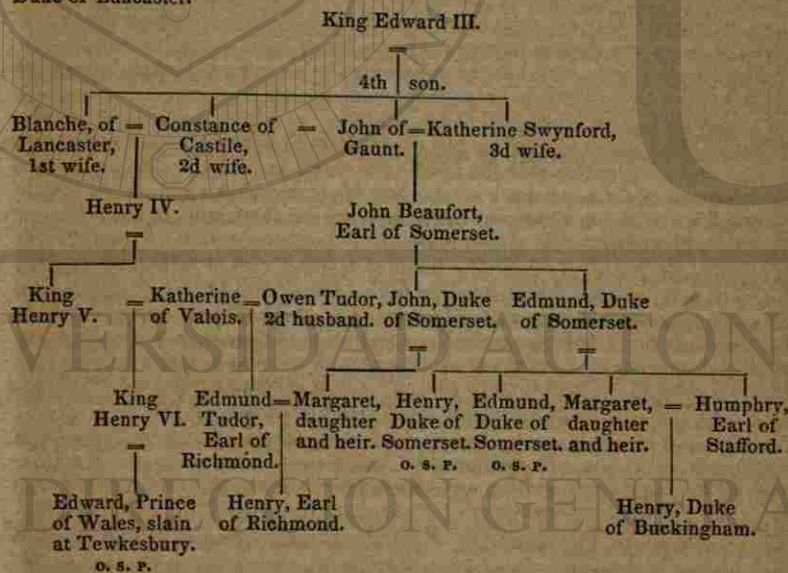 King Edward III.
4th son.
Blanche, of = Constance of = John of = Katherine Swynford,
Lancaster, Castile, Gaunt. 3d wife.
1st wife. 2d wife.
Henry IV. John Beaufort,
Earl of Somerset.
King = Katherine = Owen Tudor, John, Duke Edmund, Duke
Henry V. of Valois. 2d husband. of Somerset. of Somerset.
VERSIDAD AUTÓN
King Edmund = Margaret, Henry, Edmund, Margaret, = Humphry,
Henry VI. Tudor, daughter Duke of Duke of daughter Earl of
Earl of and heir. Somerset. Somerset. and heir. Stafford.
Richmond. O. S. P. O. S. P.
Edward, Prince Henry, Earl Henry, Duke
of Wales, slain of Richmond. of Buckingham.
at Tewkesbury.
O. S. P.
DIRECCIÓN GENERA